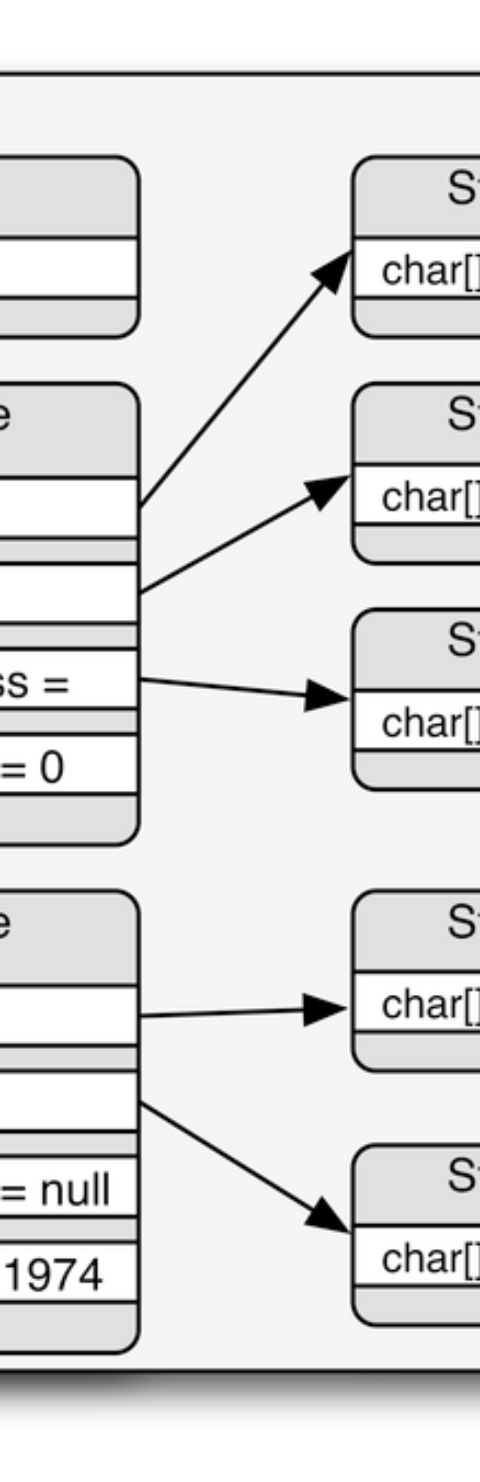 St
char[]
e
St
char[]
ss =
St
char[]
= 0
e
St
char[]
= null
St
char[]
1974